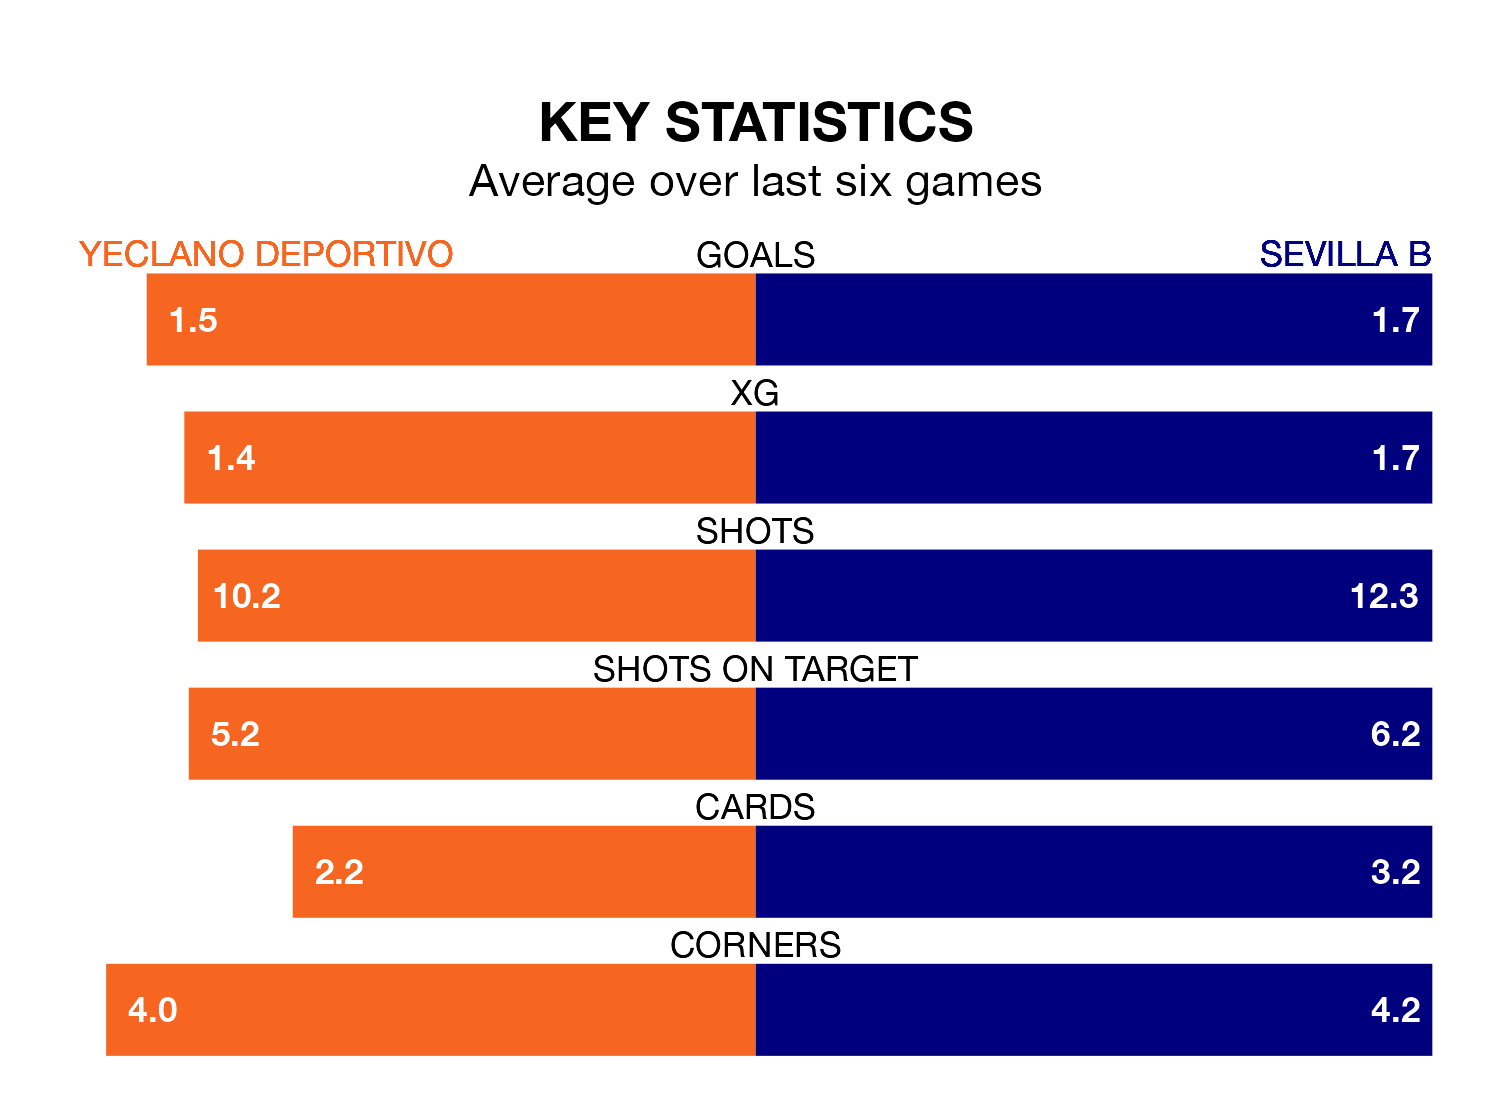 KEY STATISTICS
Average over last six games
YECLANO DEPORTIVO GOALS SEVILLA B
1.5 1.7
XG
1.4 1.7
SHOTS
10.2 12.3
SHOTS ON TARGET
5.2 6.2
CARDS
2.2 3.2
CORNERS
4.0 4.2